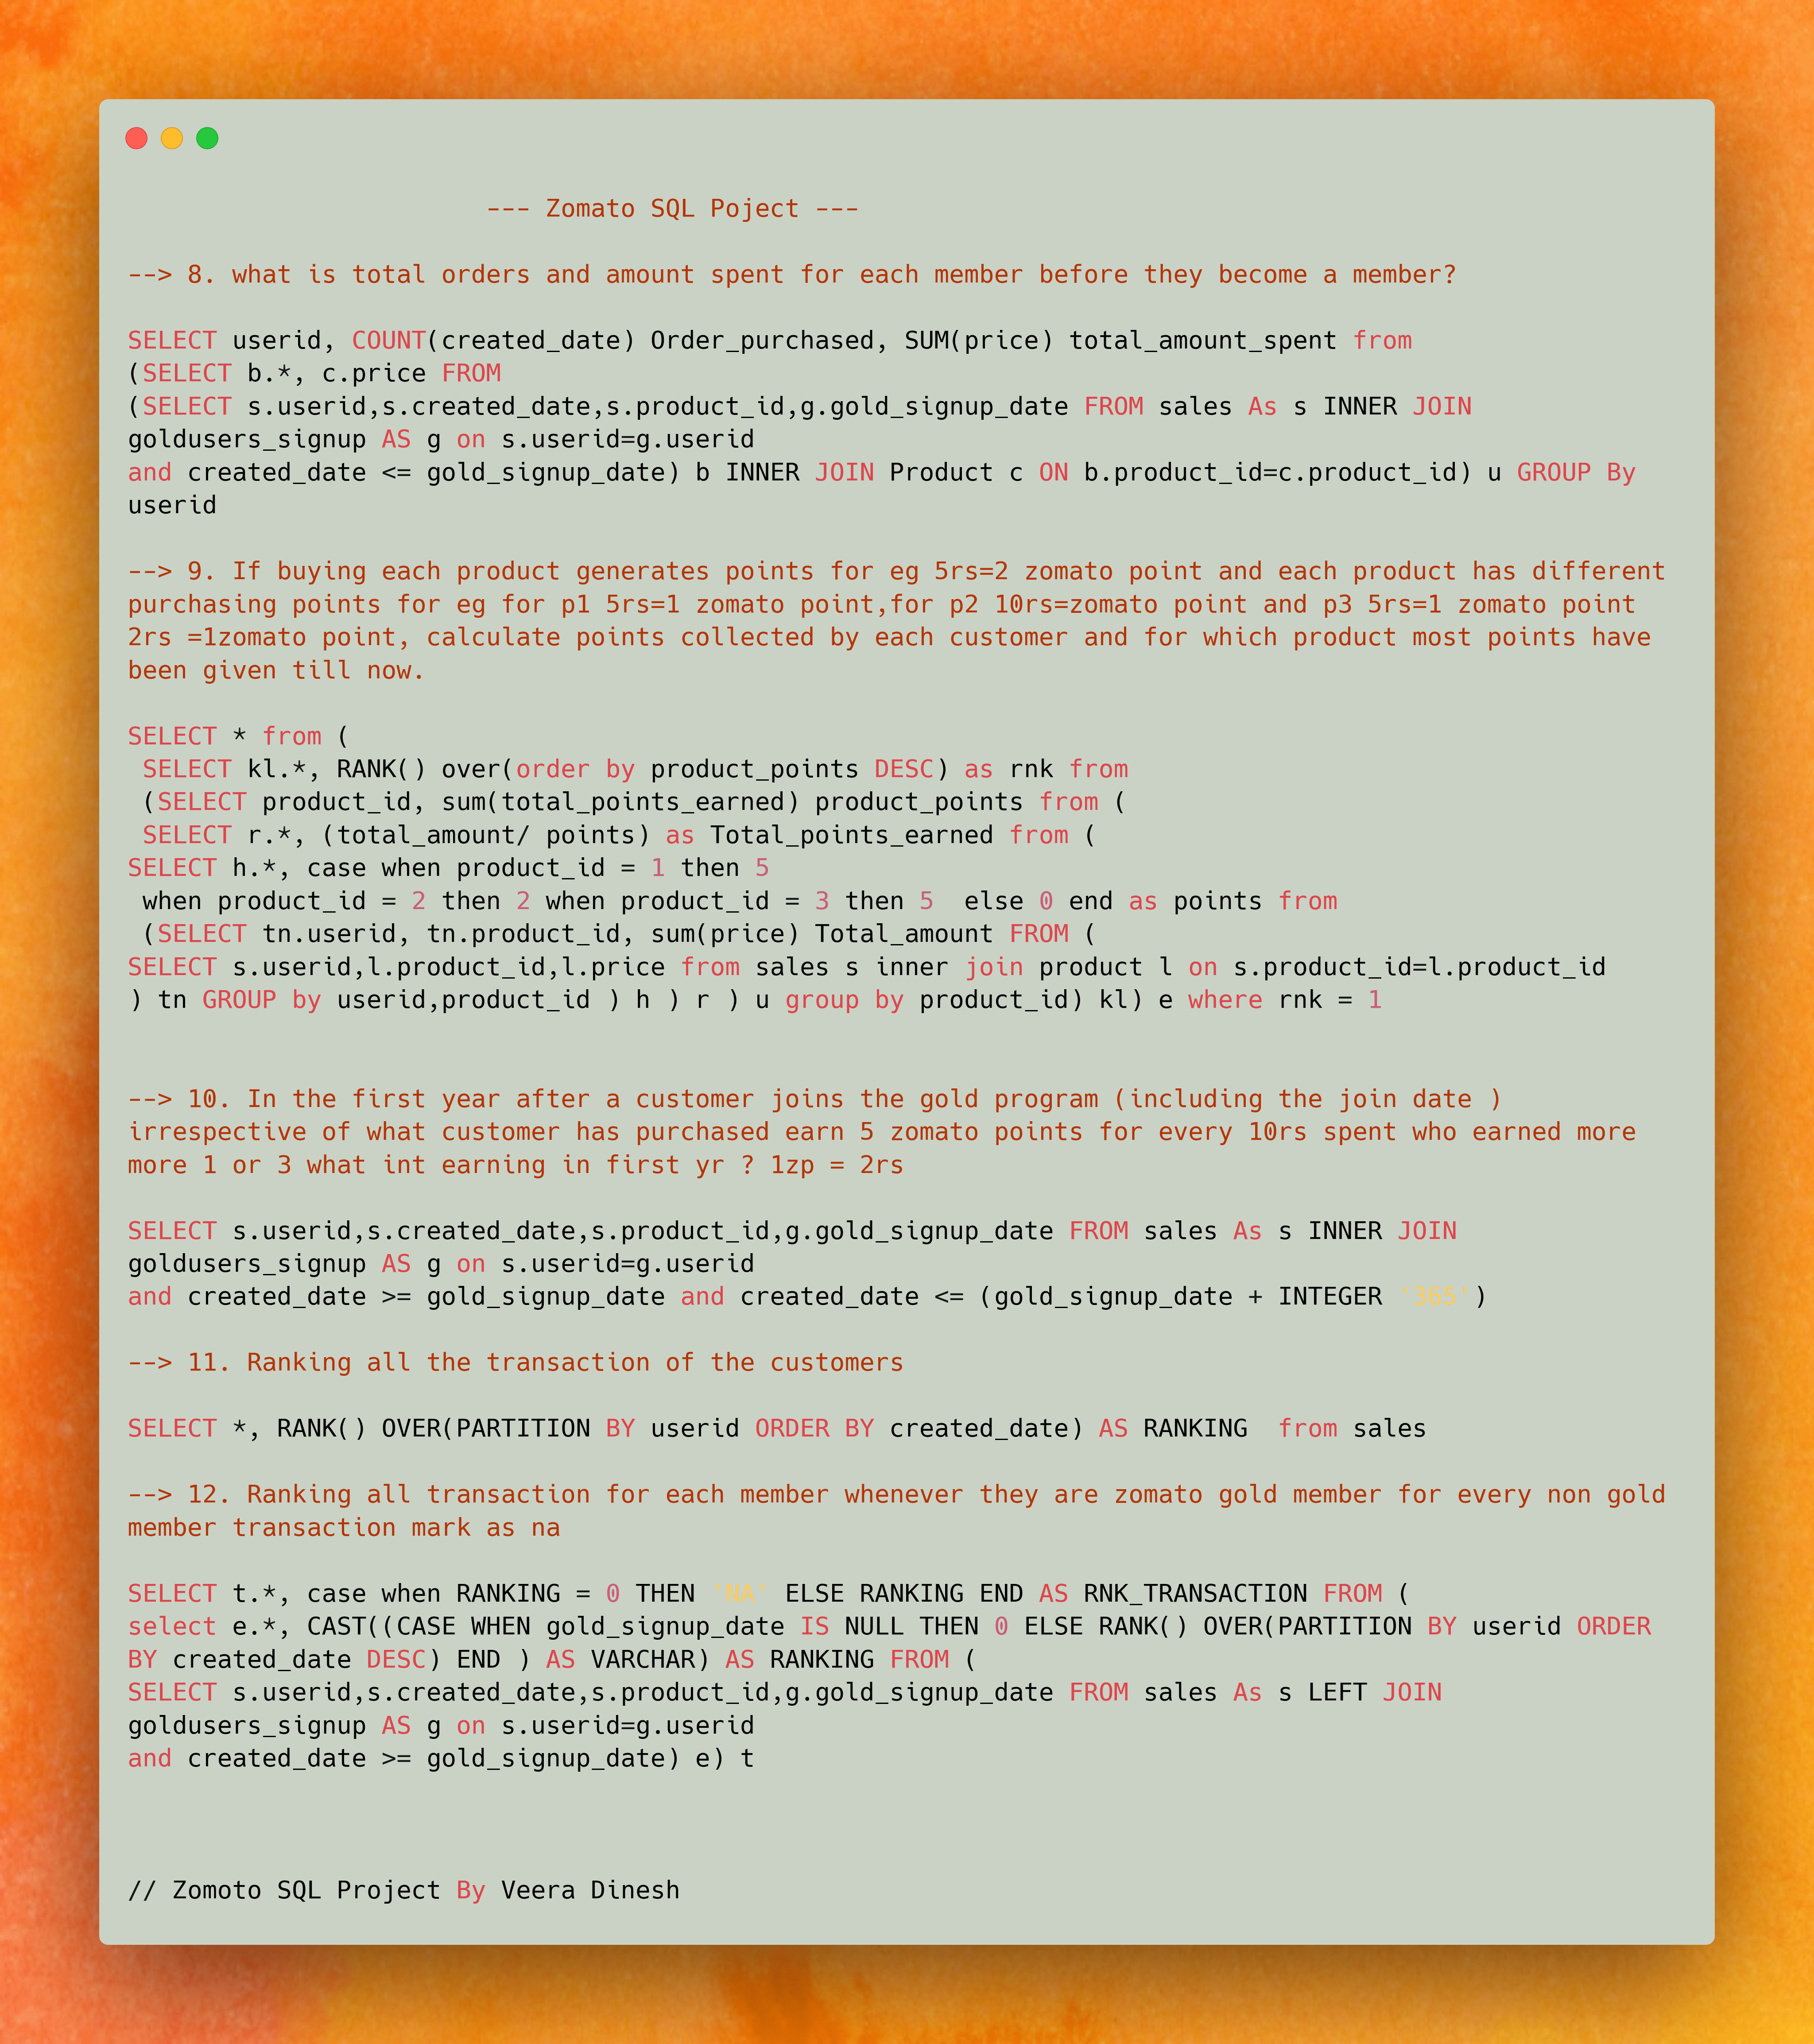 --- Zomato SQL Poject ---
--> 8. what is total orders and amount spent for each member before they become a member?
SELECT userid, COUNT(created_date) Order_purchased, SUM(price) total_amount_spent from
(SELECT b.*, c.price FROM
(SELECT s.userid,s.created_date,s.product_id,g.gold_signup_date FROM sales As s INNER JOIN
goldusers_signup AS g on s.userid=g.userid
and created_date <= gold_signup_date) b INNER JOIN Product c ON b.product_id=c.product_id) u GROUP By
userid
--> 9. If buying each product generates points for eg 5rs=2 zomato point and each product has different
purchasing points for eg for p1 5rs=1 zomato point,for p2 10rs=zomato point and p3 5rs=1 zomato point
2rs =1zomato point, calculate points collected by each customer and for which product most points have
been given till now.
SELECT * from (
 SELECT kl.*, RANK() over(order by product_points DESC) as rnk from
 (SELECT product_id, sum(total_points_earned) product_points from (
 SELECT r.*, (total_amount/ points) as Total_points_earned from (
SELECT h.*, case when product_id = 1 then 5
 when product_id = 2 then 2 when product_id = 3 then 5  else 0 end as points from
 (SELECT tn.userid, tn.product_id, sum(price) Total_amount FROM (
SELECT s.userid,l.product_id,l.price from sales s inner join product l on s.product_id=l.product_id
) tn GROUP by userid,product_id ) h ) r ) u group by product_id) kl) e where rnk = 1
--> 10. In the first year after a customer joins the gold program (including the join date )
irrespective of what customer has purchased earn 5 zomato points for every 10rs spent who earned more
more 1 or 3 what int earning in first yr ? 1zp = 2rs
SELECT s.userid,s.created_date,s.product_id,g.gold_signup_date FROM sales As s INNER JOIN
goldusers_signup AS g on s.userid=g.userid
and created_date >= gold_signup_date and created_date <= (gold_signup_date + INTEGER '365')
--> 11. Ranking all the transaction of the customers
SELECT *, RANK() OVER(PARTITION BY userid ORDER BY created_date) AS RANKING  from sales
--> 12. Ranking all transaction for each member whenever they are zomato gold member for every non gold
member transaction mark as na
SELECT t.*, case when RANKING = 0 THEN 'NA' ELSE RANKING END AS RNK_TRANSACTION FROM (
select e.*, CAST((CASE WHEN gold_signup_date IS NULL THEN 0 ELSE RANK() OVER(PARTITION BY userid ORDER
BY created_date DESC) END ) AS VARCHAR) AS RANKING FROM (
SELECT s.userid,s.created_date,s.product_id,g.gold_signup_date FROM sales As s LEFT JOIN
goldusers_signup AS g on s.userid=g.userid
and created_date >= gold_signup_date) e) t
// Zomoto SQL Project By Veera Dinesh